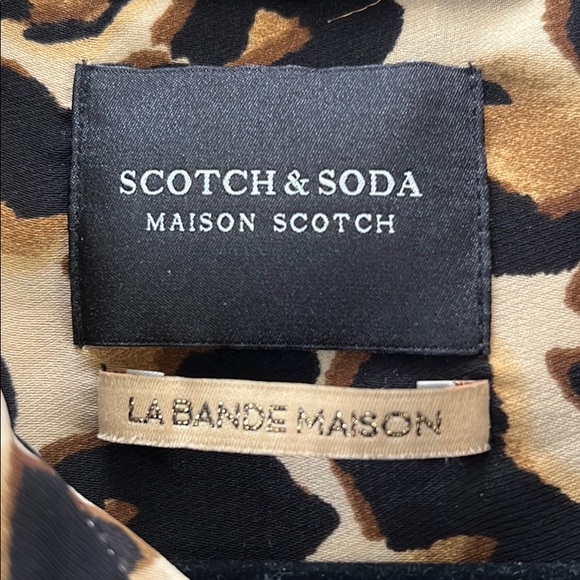 SCOTCH & SODA
MAISON SCOTCH
LA BANDE MAISON